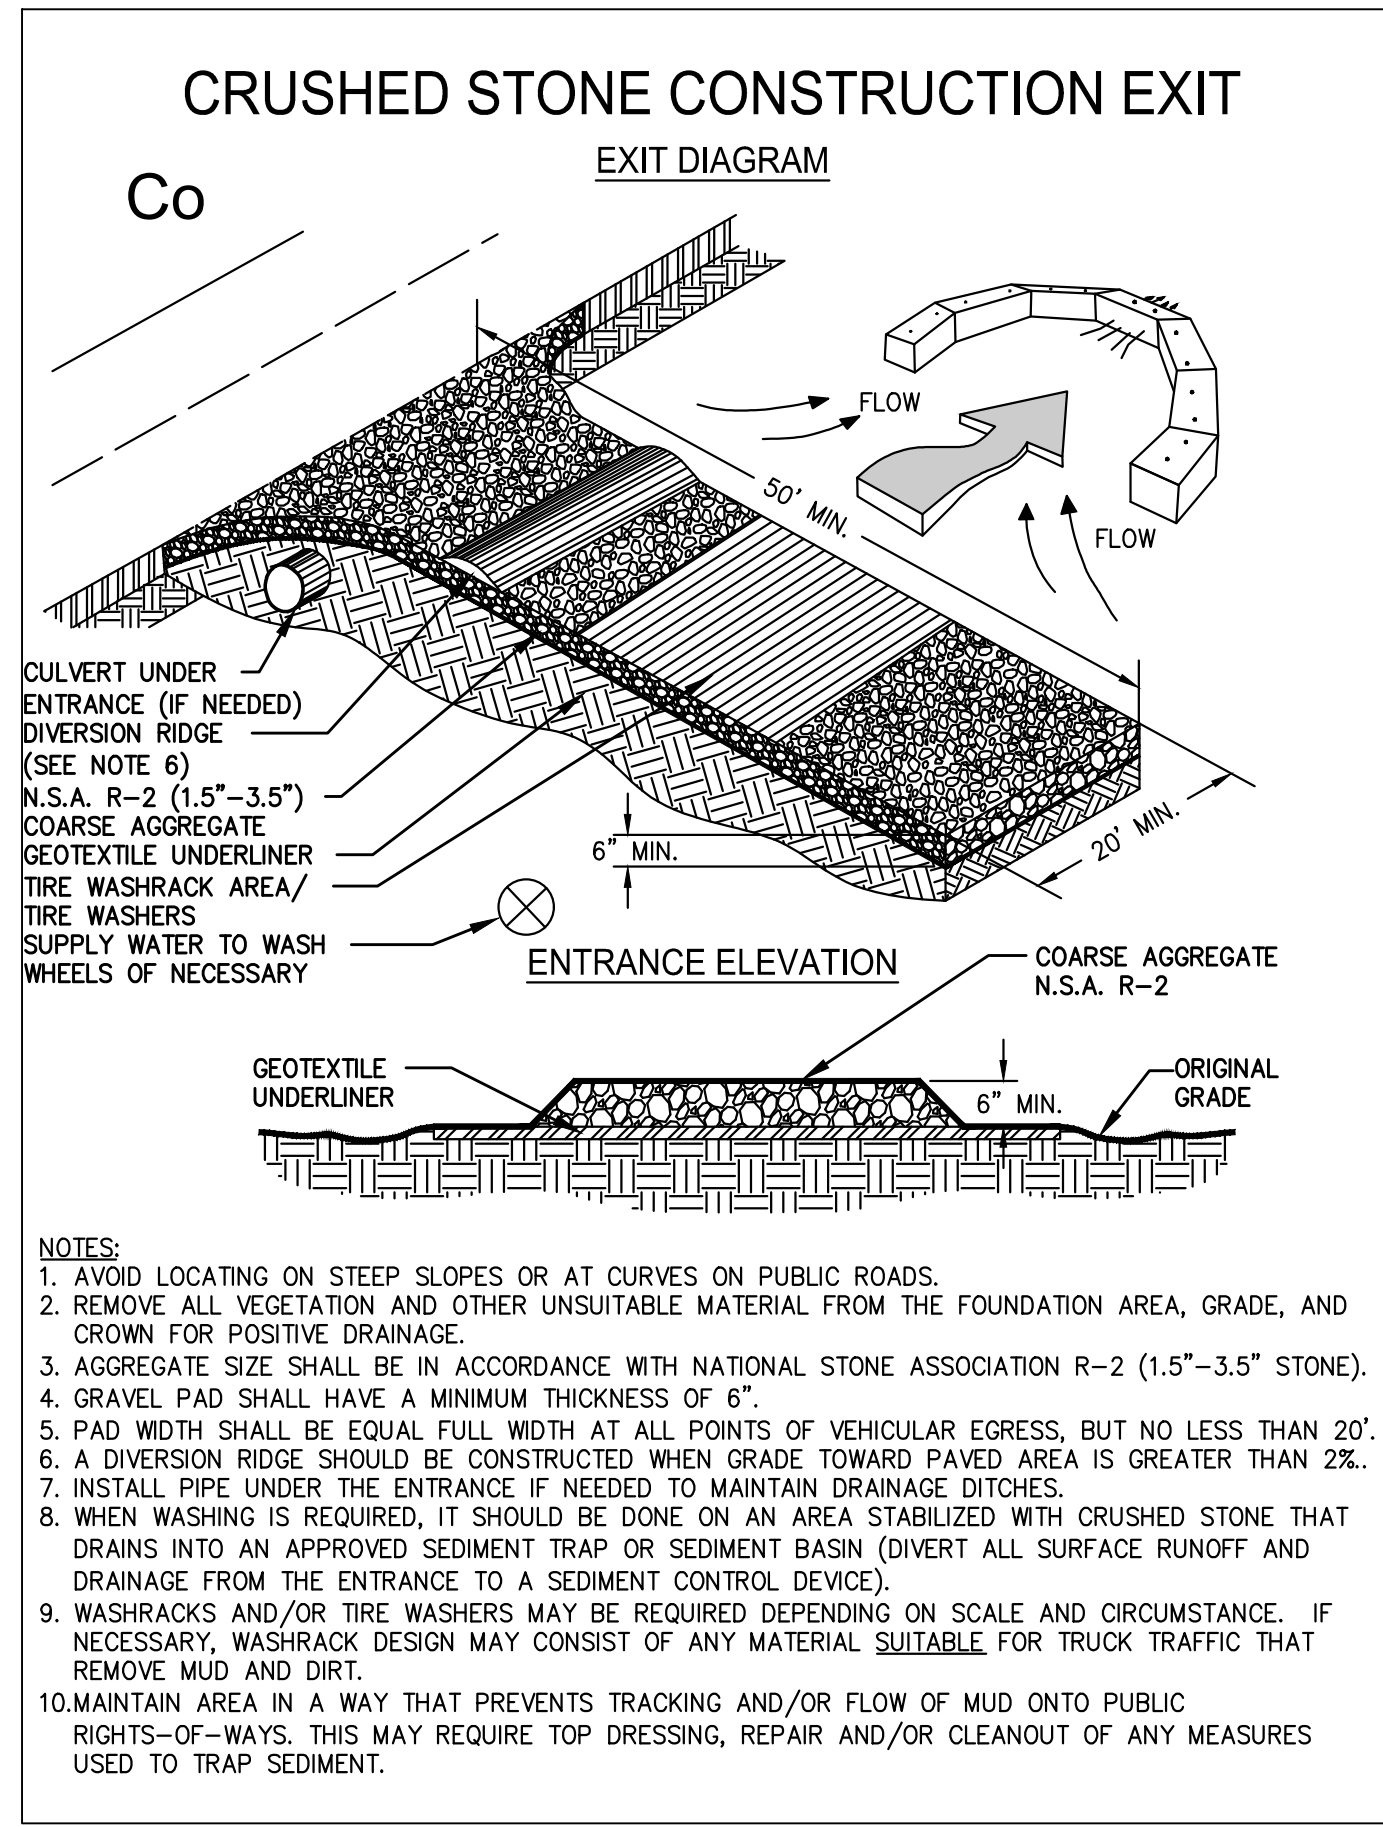 CRUSHED STONE CONSTRUCTION EXIT
EXIT DIAGRAM
Co
FLOW
50' MIN.
FLOW
CULVERT UNDER
ENTRANCE (IF NEEDED)
DIVERSION RIDGE
(SEE NOTE 6)
N.S.A. R-2 (1.5"-3.5")
COARSE AGGREGATE
GEOTEXTILE UNDERLINER
TIRE WASHRACK AREA/
TIRE WASHERS
SUPPLY WATER TO WASH
WHEELS OF NECESSARY
6" MIN.
20' MIN.
ENTRANCE ELEVATION
COARSE AGGREGATE
N.S.A. R-2
GEOTEXTILE
UNDERLINER
6" MIN.
ORIGINAL
GRADE
NOTES:
1. AVOID LOCATING ON STEEP SLOPES OR AT CURVES ON PUBLIC ROADS.
2. REMOVE ALL VEGETATION AND OTHER UNSUITABLE MATERIAL FROM THE FOUNDATION AREA, GRADE, AND
CROWN FOR POSITIVE DRAINAGE.
3. AGGREGATE SIZE SHALL BE IN ACCORDANCE WITH NATIONAL STONE ASSOCIATION R-2 (1.5"-3.5" STONE).
4. GRAVEL PAD SHALL HAVE A MINIMUM THICKNESS OF 6".
5. PAD WIDTH SHALL BE EQUAL FULL WIDTH AT ALL POINTS OF VEHICULAR EGRESS, BUT NO LESS THAN 20'.
6. A DIVERSION RIDGE SHOULD BE CONSTRUCTED WHEN GRADE TOWARD PAVED AREA IS GREATER THAN 2%..
7. INSTALL PIPE UNDER THE ENTRANCE IF NEEDED TO MAINTAIN DRAINAGE DITCHES.
8. WHEN WASHING IS REQUIRED, IT SHOULD BE DONE ON AN AREA STABILIZED WITH CRUSHED STONE THAT
DRAINS INTO AN APPROVED SEDIMENT TRAP OR SEDIMENT BASIN (DIVERT ALL SURFACE RUNOFF AND
DRAINAGE FROM THE ENTRANCE TO A SEDIMENT CONTROL DEVICE).
9. WASHRACKS AND/OR TIRE WASHERS MAY BE REQUIRED DEPENDING ON SCALE AND CIRCUMSTANCE. IF
NECESSARY, WASHRACK DESIGN MAY CONSIST OF ANY MATERIAL SUITABLE FOR TRUCK TRAFFIC THAT
REMOVE MUD AND DIRT.
10.MAINTAIN AREA IN A WAY THAT PREVENTS TRACKING AND/OR FLOW OF MUD ONTO PUBLIC
RIGHTS-OF-WAYS. THIS MAY REQUIRE TOP DRESSING, REPAIR AND/OR CLEANOUT OF ANY MEASURES
USED TO TRAP SEDIMENT.